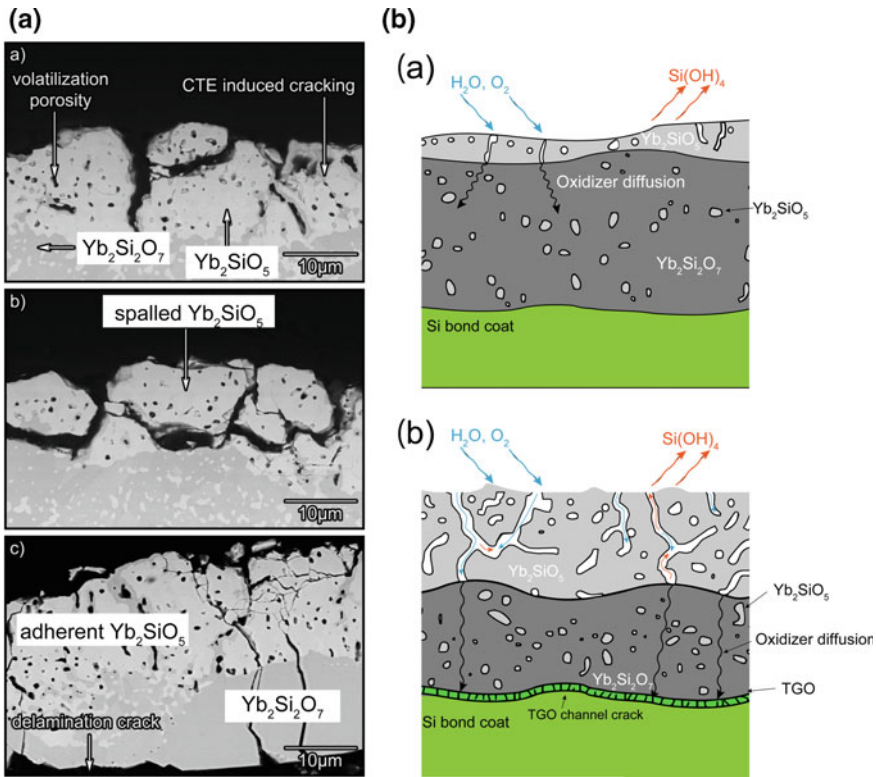 (a)
a)
volatilization
porosity
CTE induced cracking
Yb₂Si₂O₇
Yb₂SiO₅
10μm
b)
spalled Yb₂SiO₅
10μm
c)
adherent Yb₂SiO₅
Yb₂Si₂O₇
delamination crack
10μm
(b)
(a)
H₂O, O₂
Si(OH)₄
Yb₂SiO₅
Oxidizer diffusion
Yb₂SiO₅
Yb₂Si₂O₇
Si bond coat
(b)
H₂O, O₂
Si(OH)₄
Yb₂SiO₅
Yb₂SiO₅
Oxidizer diffusion
Yb₂Si₂O₇
TGO
TGO channel crack
Si bond coat